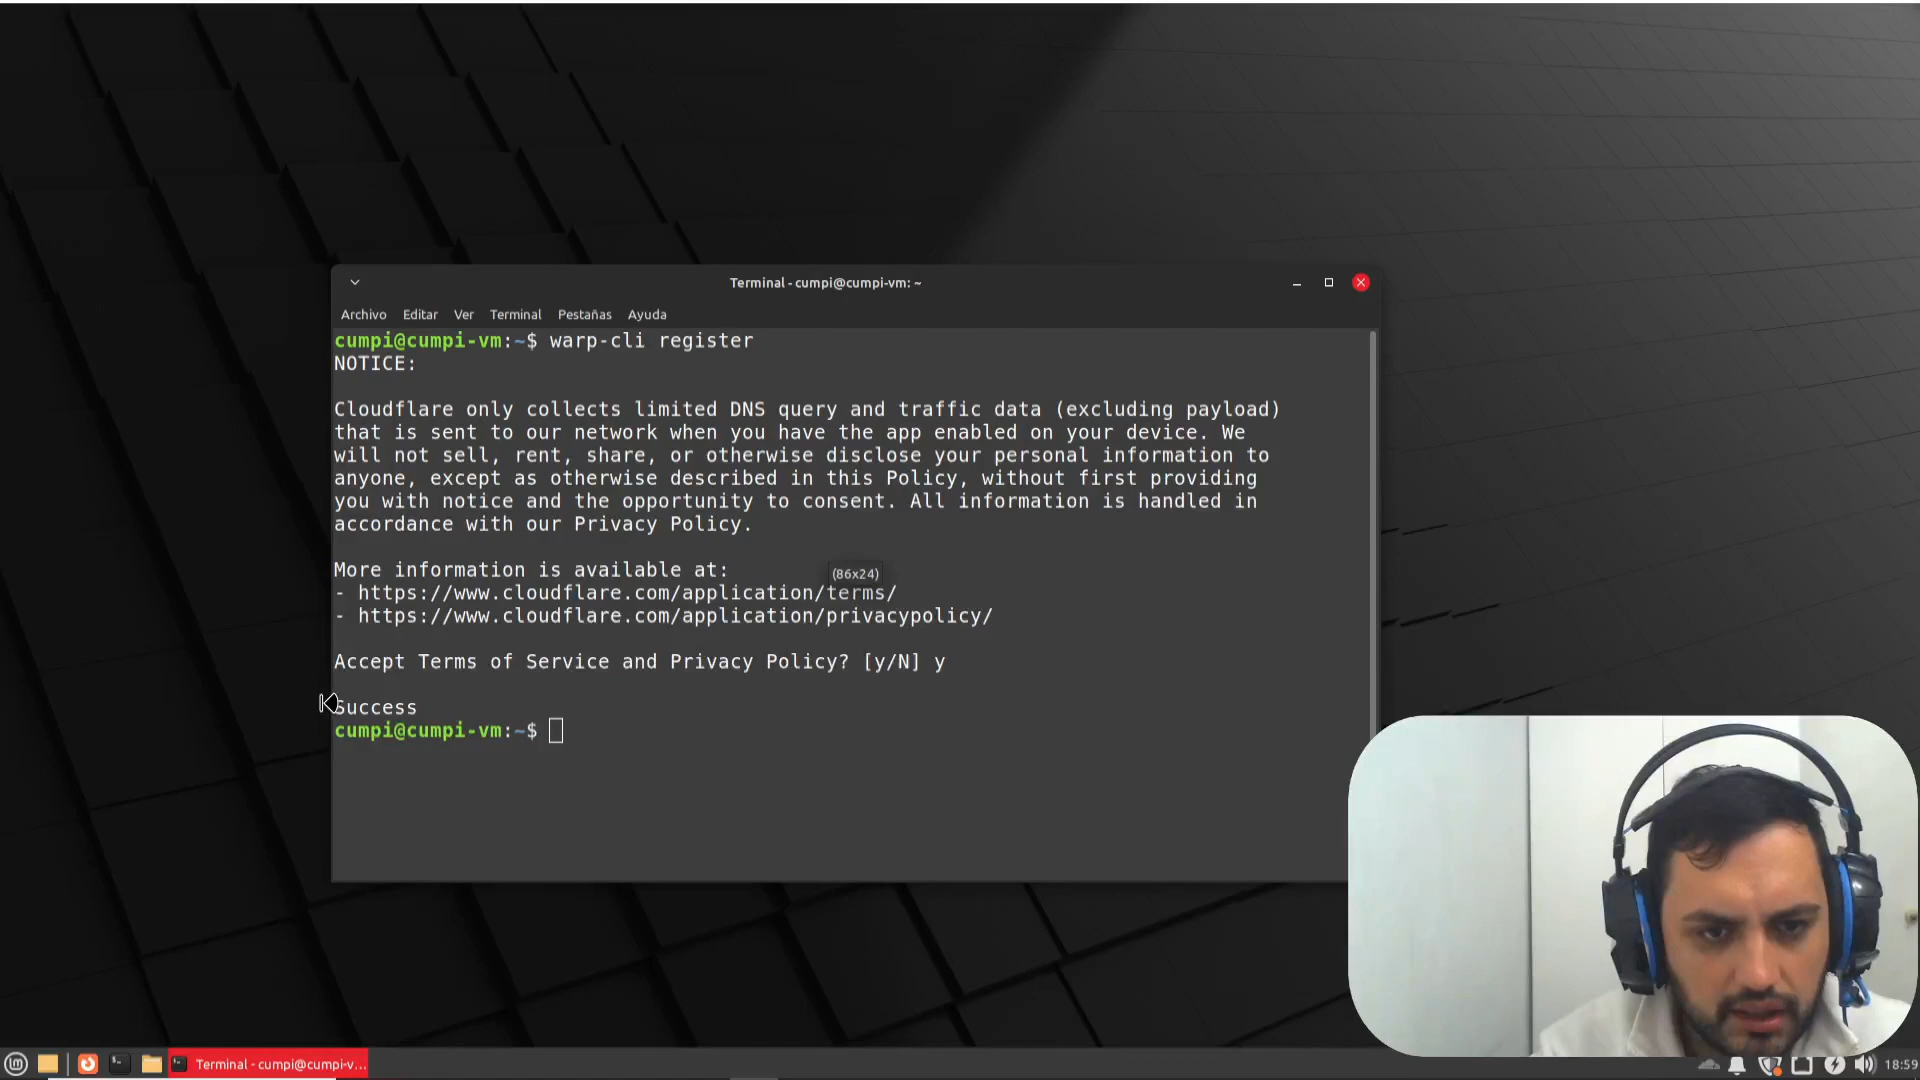 Terminal - cumpi@cumpi-vm: ~
Archivo Editar Ver Terminal Pestañas Ayuda
cumpi@cumpi-vm:~$ warp-cli register
NOTICE:
Cloudflare only collects limited DNS query and traffic data (excluding payload)
that is sent to our network when you have the app enabled on your device. We
will not sell, rent, share, or otherwise disclose your personal information to
anyone, except as otherwise described in this Policy, without first providing
you with notice and the opportunity to consent. All information is handled in
accordance with our Privacy Policy.
More information is available at:
(86x24)
- https://www.cloudflare.com/application/terms/
- https://www.cloudflare.com/application/privacypolicy/
Accept Terms of Service and Privacy Policy? [y/N] y
Success
cumpi@cumpi-vm:~$
Terminal - cumpi@cumpi-v...
18:59